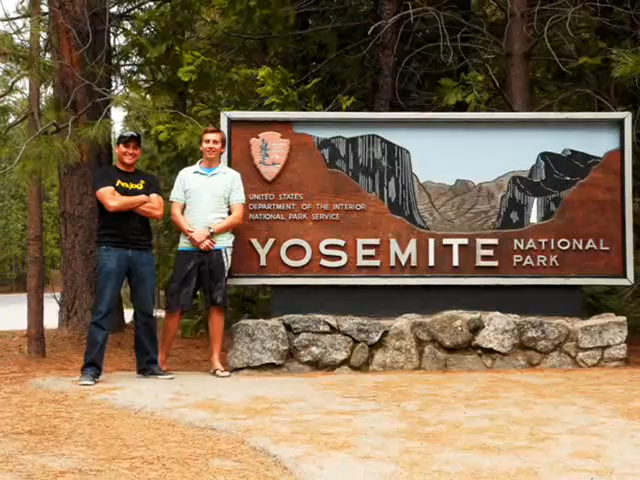 UNITED STATES
DEPARTMENT OF THE INTERIOR
NATIONAL PARK SERVICE
YOSEMITE NATIONAL
PARK